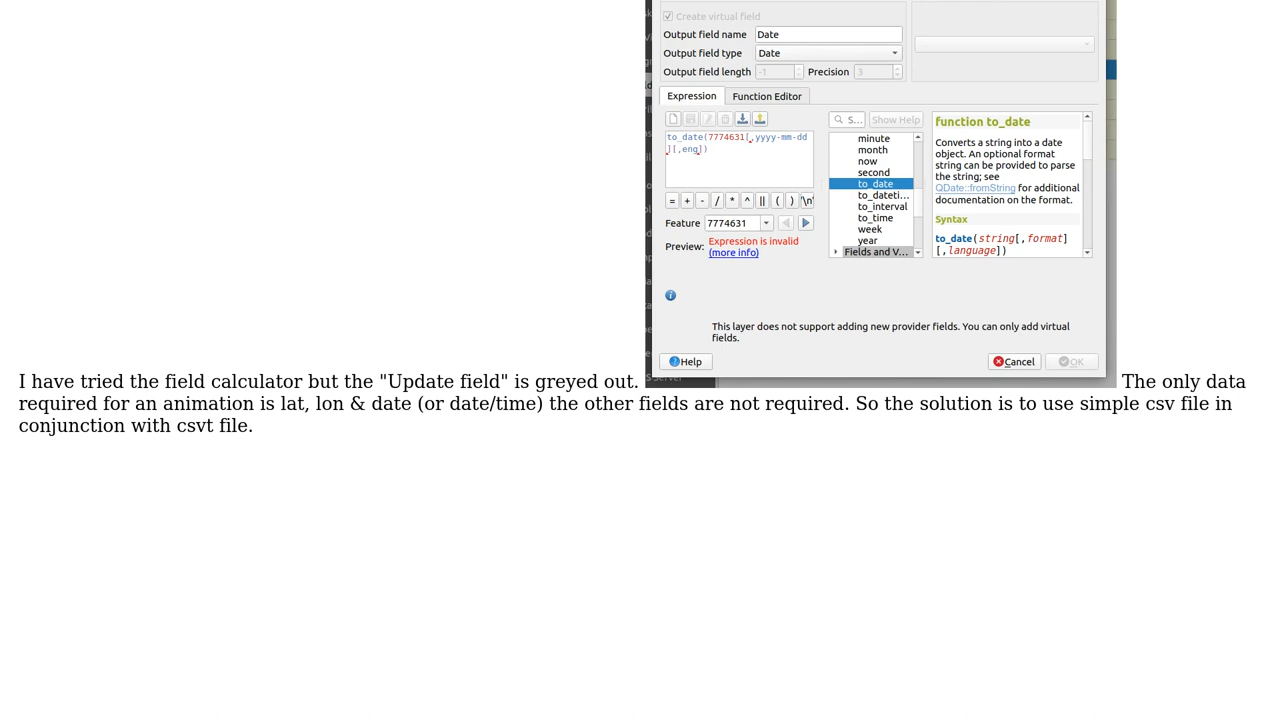 Create virtual field
Output field name Date
Output field type Date
Output field length -1 Precision 3
Expression Function Editor
S... Show Help
to_date(7774631[,yyyy-mm-dd
][,eng])
= + - / * ^ || ( ) '\n'
Feature 7774631
Preview: Expression is invalid
(more info)
minute
month
now
second
to_date
to_dateti...
to_interval
to_time
week
year
Fields and V...
function to_date
Converts a string into a date
object. An optional format
string can be provided to parse
the string; see
QDate::fromString for additional
documentation on the format.
Syntax
to_date(string[,format]
[,language])
This layer does not support adding new provider fields. You can only add virtual
fields.
Help Cancel OK
I have tried the field calculator but the "Update field" is greyed out. The only data
required for an animation is lat, lon & date (or date/time) the other fields are not required. So the solution is to use simple csv file in
conjunction with csvt file.